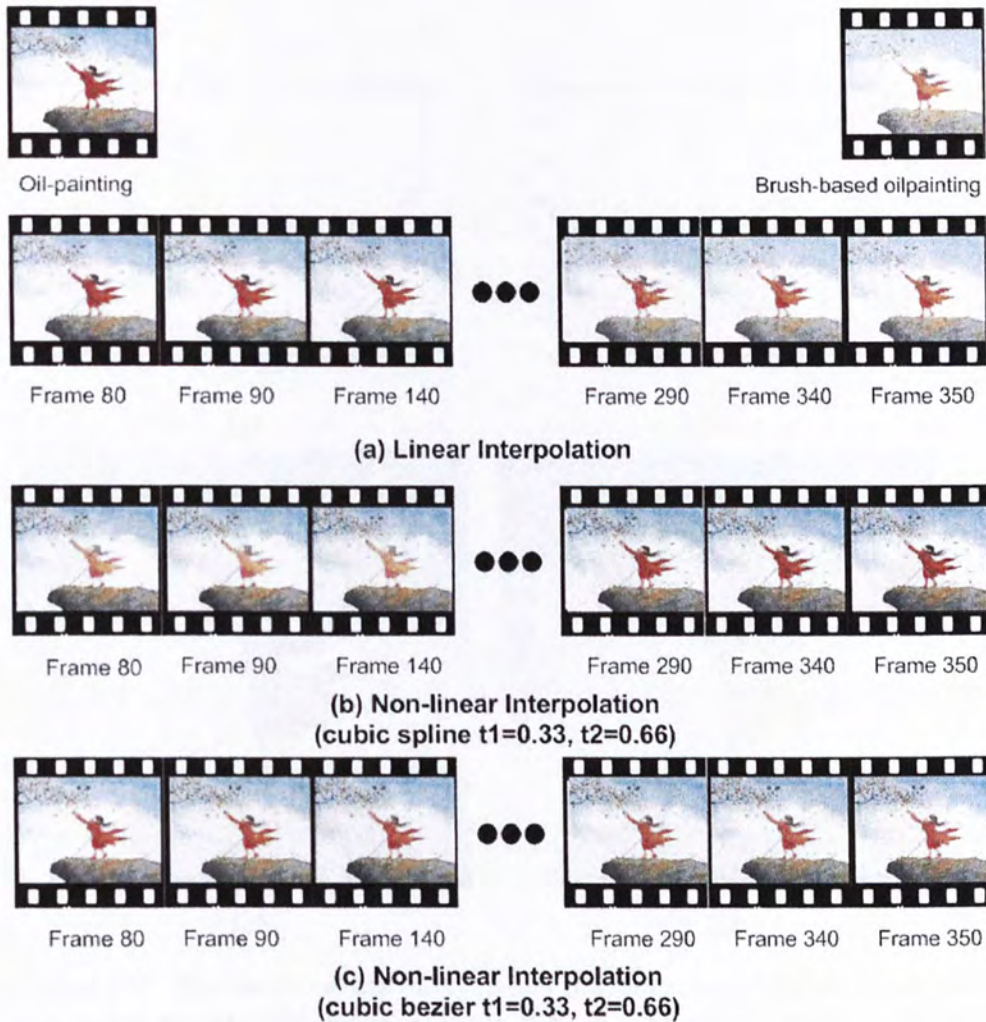 Oil-painting
Brush-based oilpainting
Frame 80 Frame 90 Frame 140 Frame 290 Frame 340 Frame 350
(a) Linear Interpolation
Frame 80 Frame 90 Frame 140 Frame 290 Frame 340 Frame 350
(b) Non-linear Interpolation
(cubic spline t1=0.33, t2=0.66)
Frame 80 Frame 90 Frame 140 Frame 290 Frame 340 Frame 350
(c) Non-linear Interpolation
(cubic bezier t1=0.33, t2=0.66)